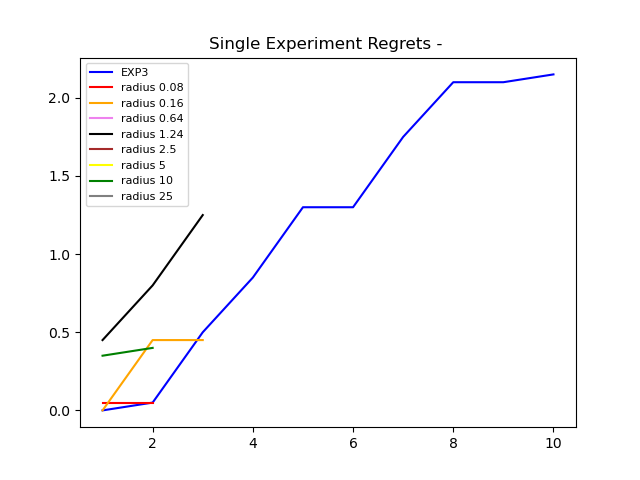 Single Experiment Regrets -
EXP3
radius 0.08
radius 0.16
radius 0.64
radius 1.24
radius 2.5
radius 5
radius 10
radius 25
2.0
1.5
1.0
0.5
0.0
2 4 6 8 10